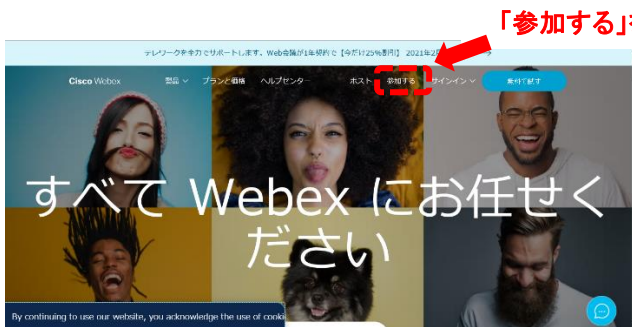 「参加する」
テレワークを全力でサポートします。Web会議が1年契約で【今だけ25%割引】 2021年2月
Cisco Webex 製品 プランと価格 ヘルプセンター ホスト 参加する サインイン 無料で試す
すべて Webex にお任せく
ださい
By continuing to use our website, you acknowledge the use of cooki